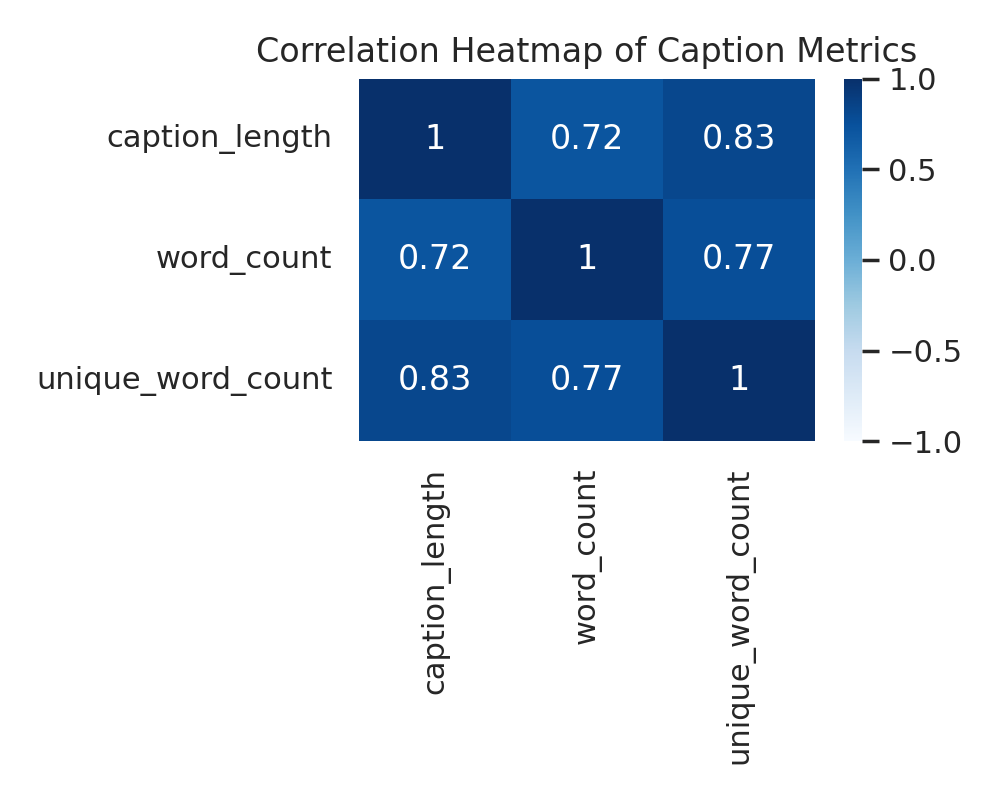 Correlation Heatmap of Caption Metrics
caption_length
1
0.72
0.83
word_count
0.72
1
0.77
unique_word_count
0.83
0.77
1
caption_length
word_count
unique_word_count
1.0
0.5
0.0
−0.5
−1.0